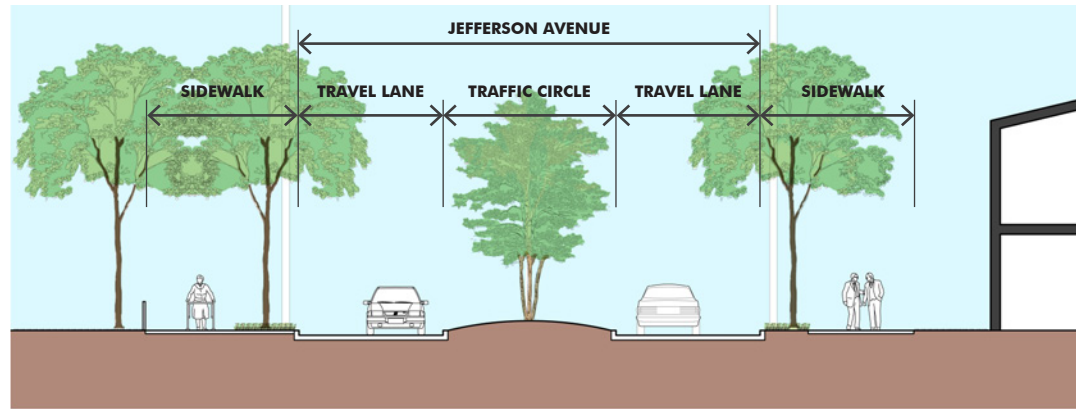 JEFFERSON AVENUE
SIDEWALK
TRAVEL LANE
TRAFFIC CIRCLE
TRAVEL LANE
SIDEWALK